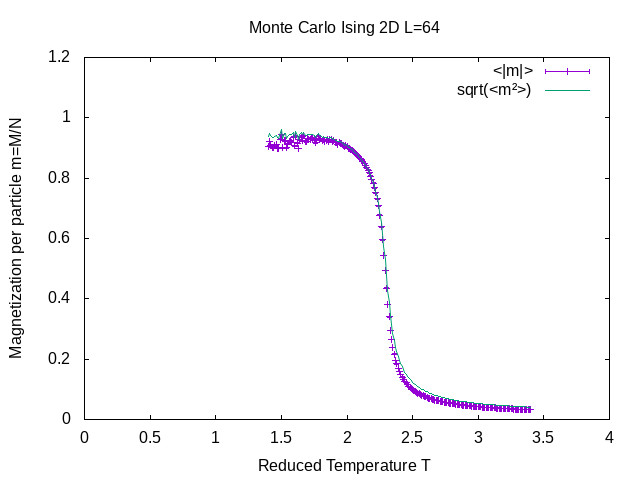 Monte Carlo Ising 2D L=64
<|m|>
sqrt(<m²>)
Magnetization per particle m=M/N
1.2
1
0.8
0.6
0.4
0.2
0
0 0.5 1 1.5 2 2.5 3 3.5 4
Reduced Temperature T